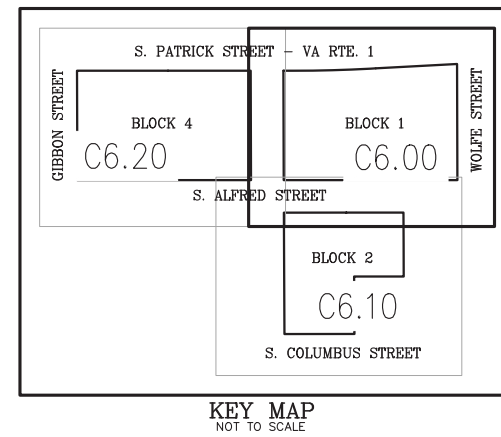 S. PATRICK STREET - VA RTE. 1
GIBBON STREET
BLOCK 4
C6.20
BLOCK 1
C6.00
WOLFE STREET
S. ALFRED STREET
BLOCK 2
C6.10
S. COLUMBUS STREET
KEY MAP
NOT TO SCALE